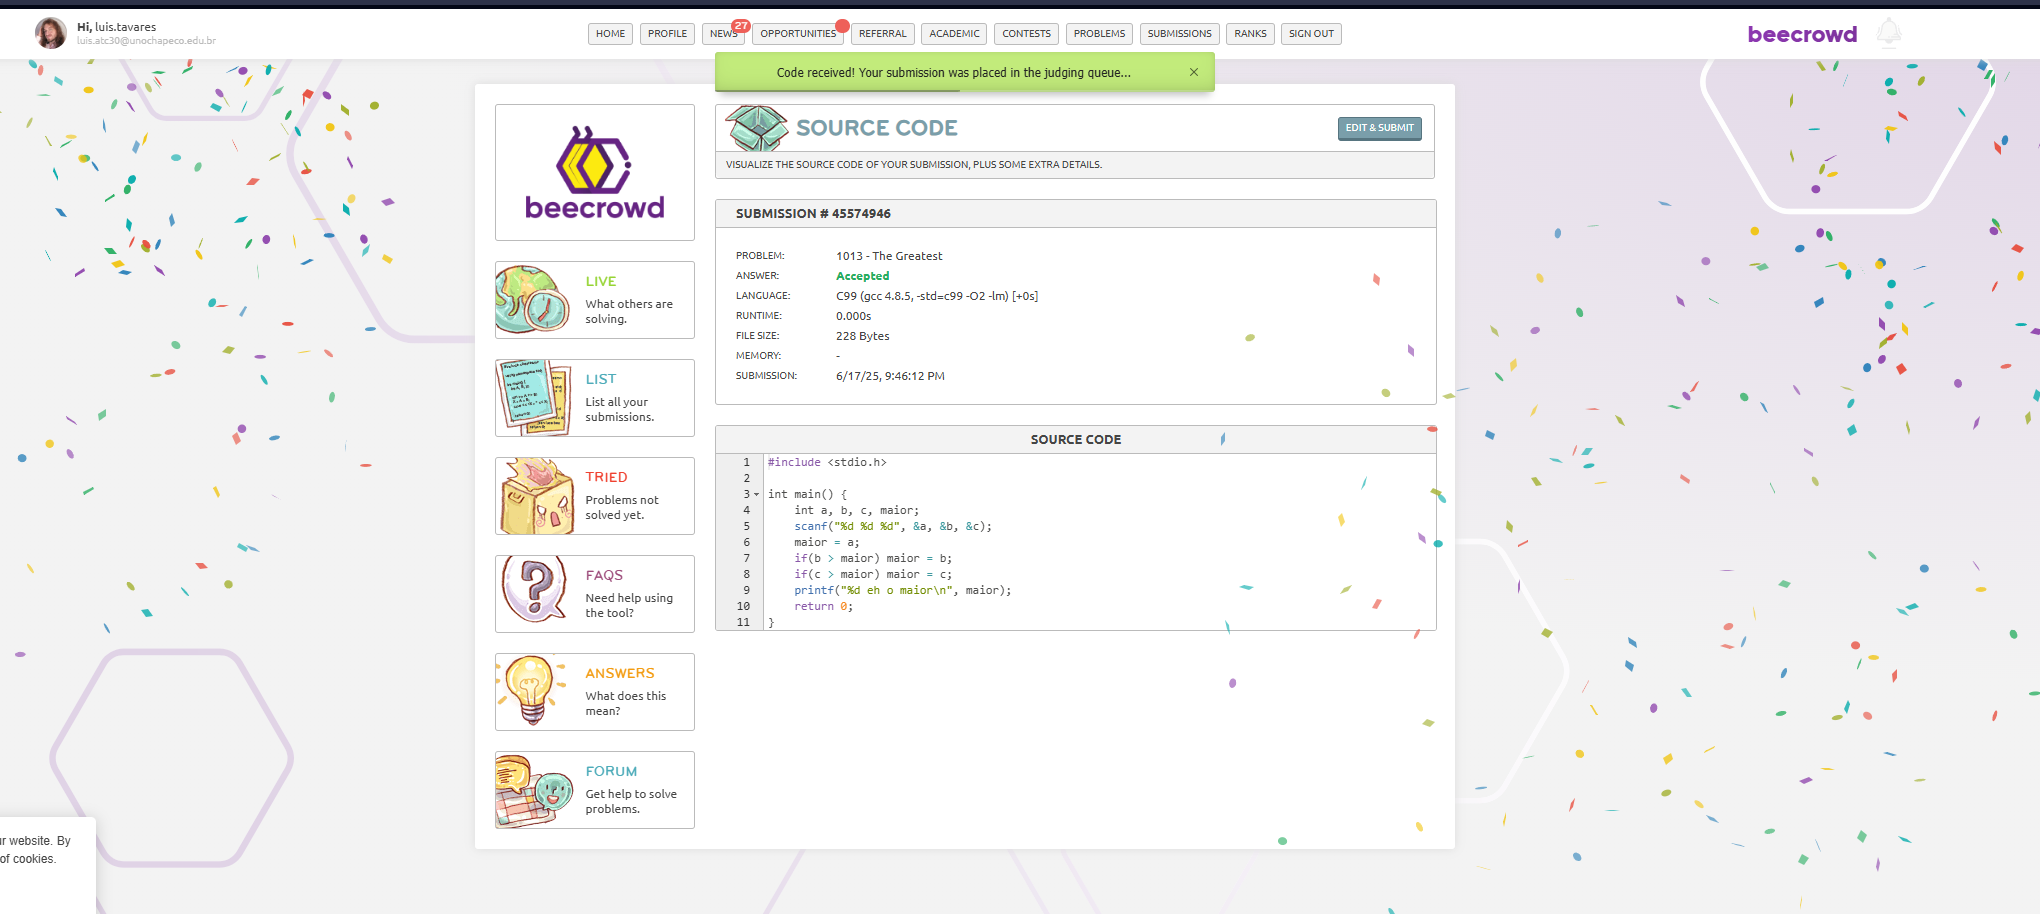 Hi, luis.tavares
luis.atc30@unochapeco.edu.br
HOME
PROFILE
NEWS
27
OPPORTUNITIES
REFERRAL
ACADEMIC
CONTESTS
PROBLEMS
SUBMISSIONS
RANKS
SIGN OUT
beecrowd
Code received! Your submission was placed in the judging queue...
×
beecrowd
LIVE
What others are
solving.
LIST
List all your
submissions.
TRIED
Problems not
solved yet.
FAQS
Need help using
the tool?
ANSWERS
What does this
mean?
FORUM
Get help to solve
problems.
SOURCE CODE
EDIT & SUBMIT
VISUALIZE THE SOURCE CODE OF YOUR SUBMISSION, PLUS SOME EXTRA DETAILS.
SUBMISSION # 45574946
PROBLEM: 1013 - The Greatest
ANSWER: Accepted
LANGUAGE: C99 (gcc 4.8.5, -std=c99 -O2 -lm) [+0s]
RUNTIME: 0.000s
FILE SIZE: 228 Bytes
MEMORY: -
SUBMISSION: 6/17/25, 9:46:12 PM
SOURCE CODE
1 #include <stdio.h>
2
3 int main() {
4 int a, b, c, maior;
5 scanf("%d %d %d", &a, &b, &c);
6 maior = a;
7 if(b > maior) maior = b;
8 if(c > maior) maior = c;
9 printf("%d eh o maior\n", maior);
10 return 0;
11 }
ur website. By
of cookies.